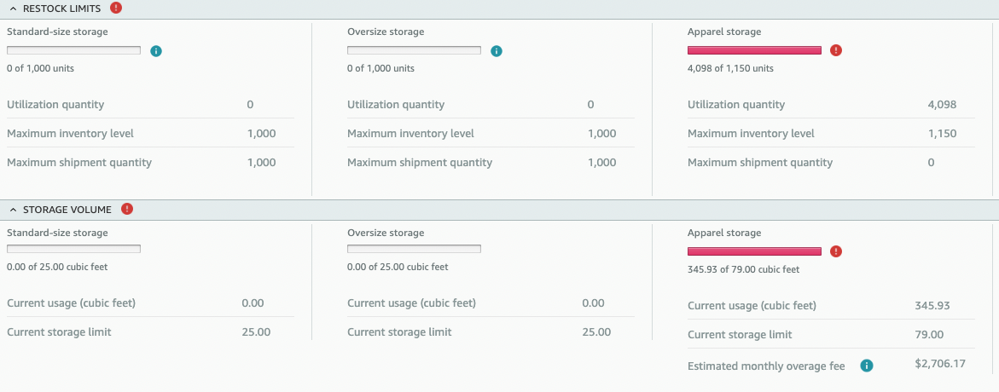 RESTOCK LIMITS
Standard-size storage
0 of 1,000 units
Utilization quantity 0
Maximum inventory level 1,000
Maximum shipment quantity 1,000
Oversize storage
0 of 1,000 units
Utilization quantity 0
Maximum inventory level 1,000
Maximum shipment quantity 1,000
Apparel storage
4,098 of 1,150 units
Utilization quantity 4,098
Maximum inventory level 1,150
Maximum shipment quantity 0
STORAGE VOLUME
Standard-size storage
0.00 of 25.00 cubic feet
Current usage (cubic feet) 0.00
Current storage limit 25.00
Oversize storage
0.00 of 25.00 cubic feet
Current usage (cubic feet) 0.00
Current storage limit 25.00
Apparel storage
345.93 of 79.00 cubic feet
Current usage (cubic feet) 345.93
Current storage limit 79.00
Estimated monthly overage fee $2,706.17